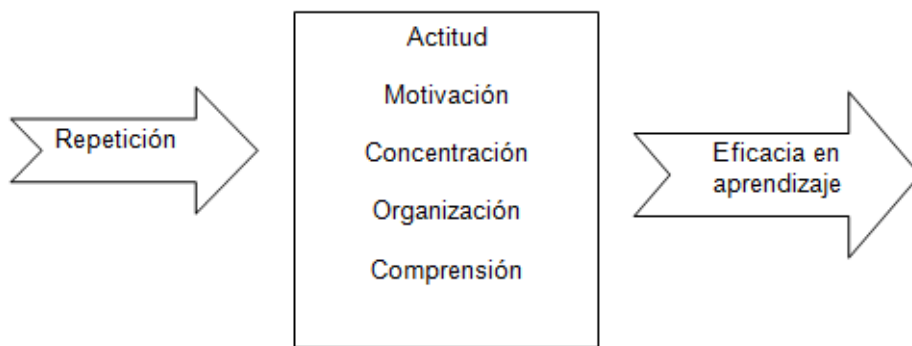 Repetición
Actitud
Motivación
Concentración
Organización
Comprensión
Eficacia en
aprendizaje